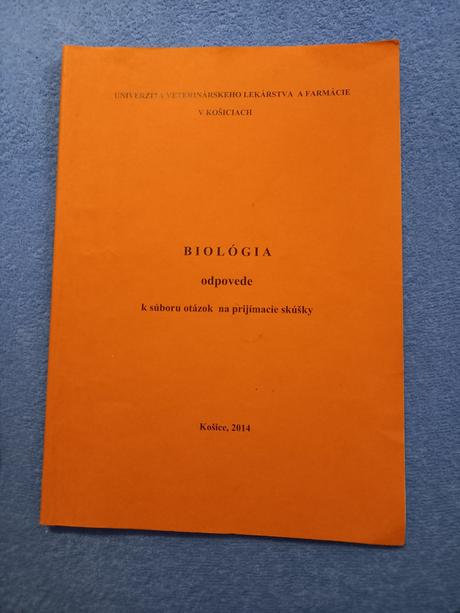 UNIVERZITA VETERINÁRSKEHO LEKÁRSTVA A FARMÁCIE
V KOŠICIACH
BIOLÓGIA
odpovede
k súboru otázok na prijímacie skúšky
Košice, 2014